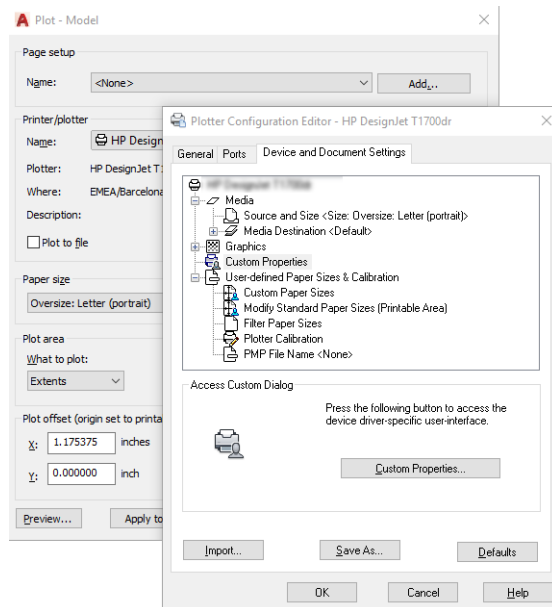 Plot - Model
Page setup
Name:
<None>
Add...
Printer/plotter
Name:
HP Design
Plotter:
HP DesignJet T1
Where:
EMEA/Barcelona
Description:
Plot to file
Paper size
Oversize: Letter (portrait)
Plot area
What to plot:
Extents
Plot offset (origin set to printa
X:
1.175375
inches
Y:
0.000000
inch
Preview...
Apply to
Plotter Configuration Editor - HP DesignJet T1700dr
General
Ports
Device and Document Settings
Media
Source and Size <Size: Oversize: Letter (portrait)>
Media Destination <Default>
Graphics
Custom Properties
User-defined Paper Sizes & Calibration
Custom Paper Sizes
Modify Standard Paper Sizes (Printable Area)
Filter Paper Sizes
Plotter Calibration
PMP File Name <None>
Access Custom Dialog
Press the following button to access the
device driver-specific user-interface.
Custom Properties...
Import...
Save As...
Defaults
OK
Cancel
Help